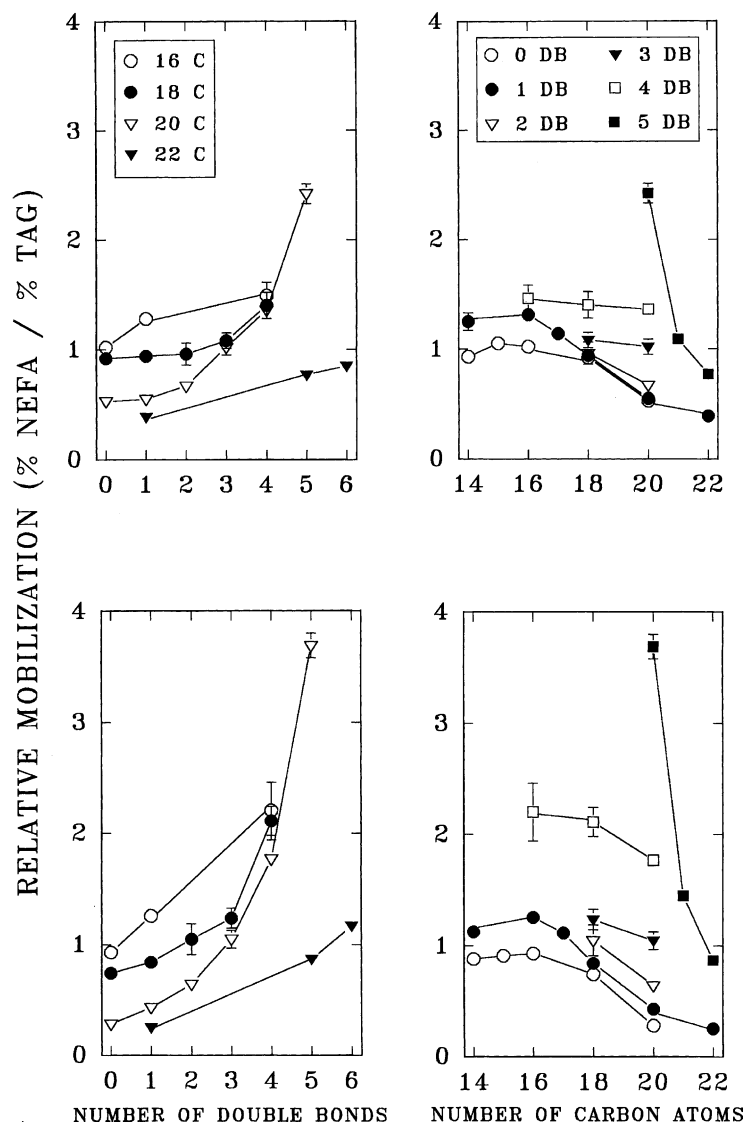 RELATIVE MOBILIZATION (% NEFA / % TAG)
4
3
2
1
0
16 C
18 C
20 C
22 C
0 1 2 3 4 5 6
4
3
2
1
0
0 DB
1 DB
2 DB
3 DB
4 DB
5 DB
14 16 18 20 22
4
3
2
1
0
0 1 2 3 4 5 6
NUMBER OF DOUBLE BONDS
4
3
2
1
0
14 16 18 20 22
NUMBER OF CARBON ATOMS